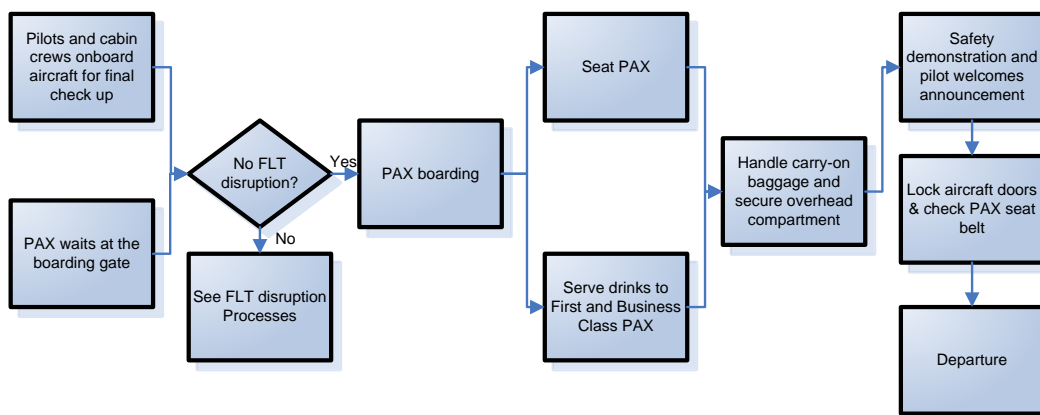 Pilots and cabin
crews onboard
aircraft for final
check up
PAX waits at the
boarding gate
No FLT
disruption?
Yes
No
See FLT disruption
Processes
PAX boarding
Seat PAX
Serve drinks to
First and Business
Class PAX
Handle carry-on
baggage and
secure overhead
compartment
Safety
demonstration and
pilot welcomes
announcement
Lock aircraft doors
& check PAX seat
belt
Departure